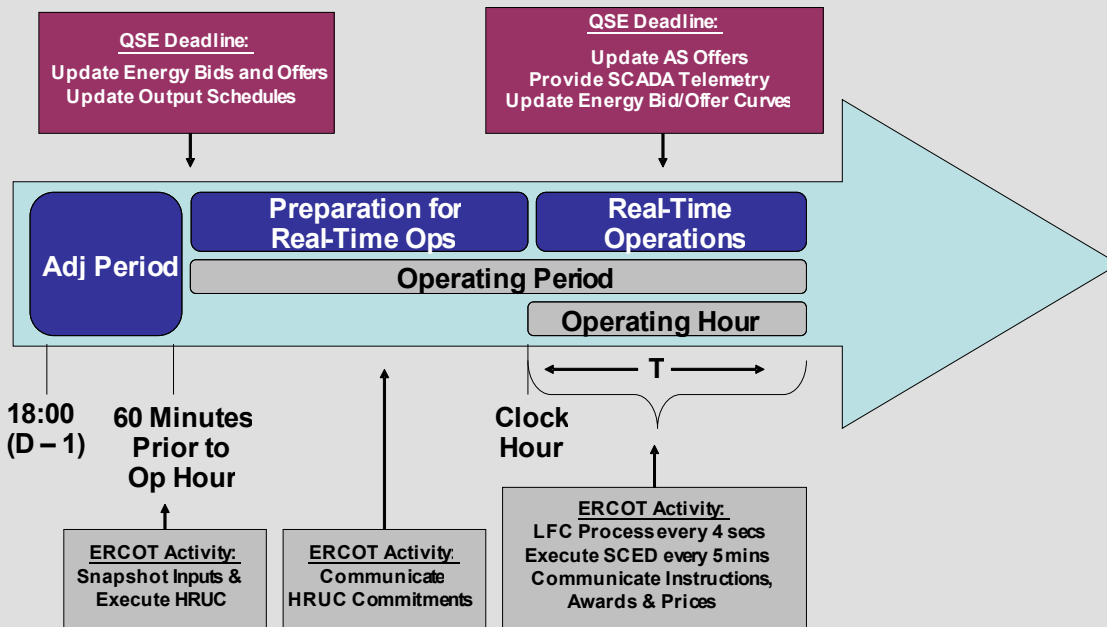 QSE Deadline:
Update Energy Bids and Offers
Update Output Schedules
QSE Deadline:
Update AS Offers
Provide SCADA Telemetry
Update Energy Bid/Offer Curves
Adj Period
Preparation for
Real-Time Ops
Real-Time
Operations
Operating Period
Operating Hour
T
18:00
(D – 1)
60 Minutes
Prior to
Op Hour
Clock
Hour
ERCOT Activity:
Snapshot Inputs &
Execute HRUC
ERCOT Activity:
Communicate
HRUC Commitments
ERCOT Activity:
LFC Process every 4 secs
Execute SCED every 5 mins
Communicate Instructions,
Awards & Prices